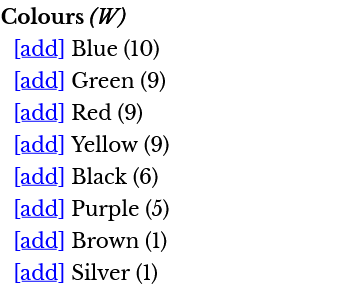 Colours (W)
[add] Blue (10)
[add] Green (9)
[add] Red (9)
[add] Yellow (9)
[add] Black (6)
[add] Purple (5)
[add] Brown (1)
[add] Silver (1)